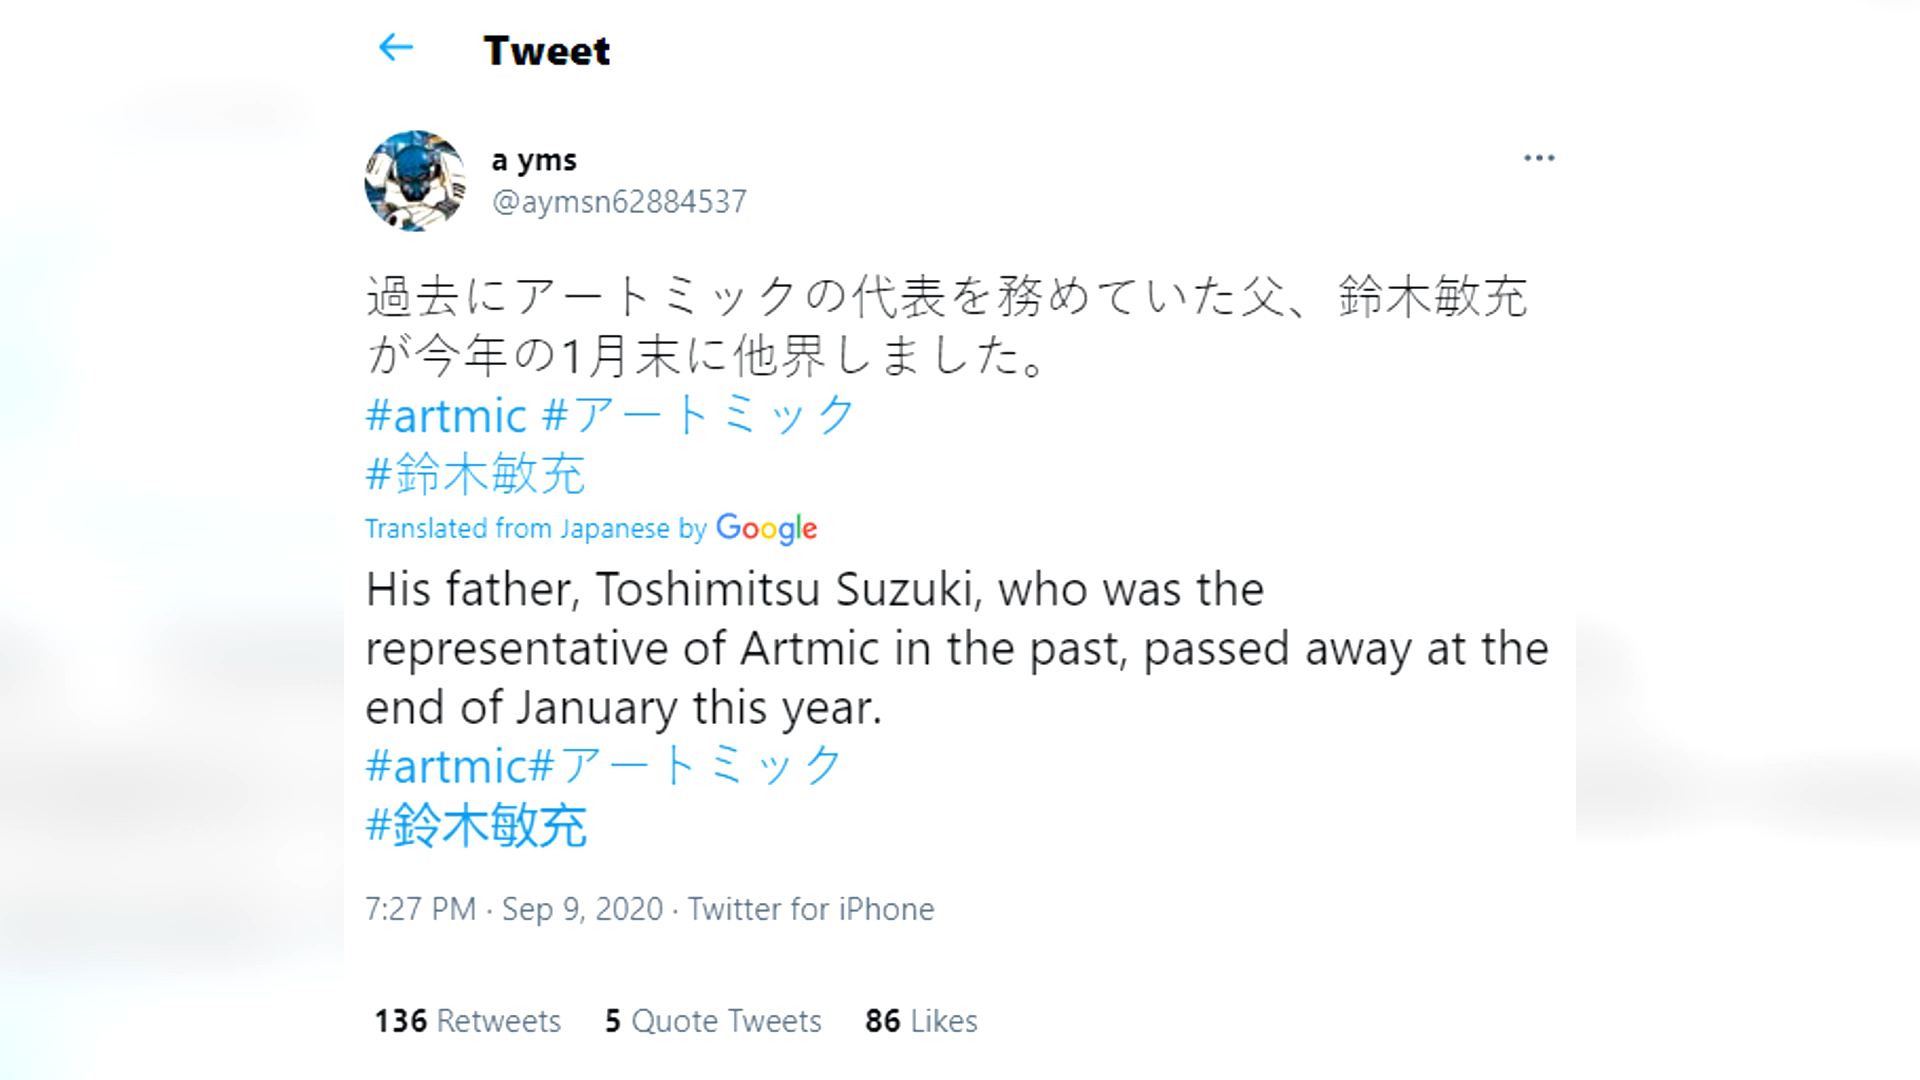 Tweet
a yms
@aymsn62884537
過去にアートミックの代表を務めていた父、鈴木敏充
が今年の1月末に他界しました。
#artmic #アートミック
#鈴木敏充
Translated from Japanese by Google
His father, Toshimitsu Suzuki, who was the
representative of Artmic in the past, passed away at the
end of January this year.
#artmic#アートミック
#鈴木敏充
7:27 PM · Sep 9, 2020 · Twitter for iPhone
136 Retweets 5 Quote Tweets 86 Likes